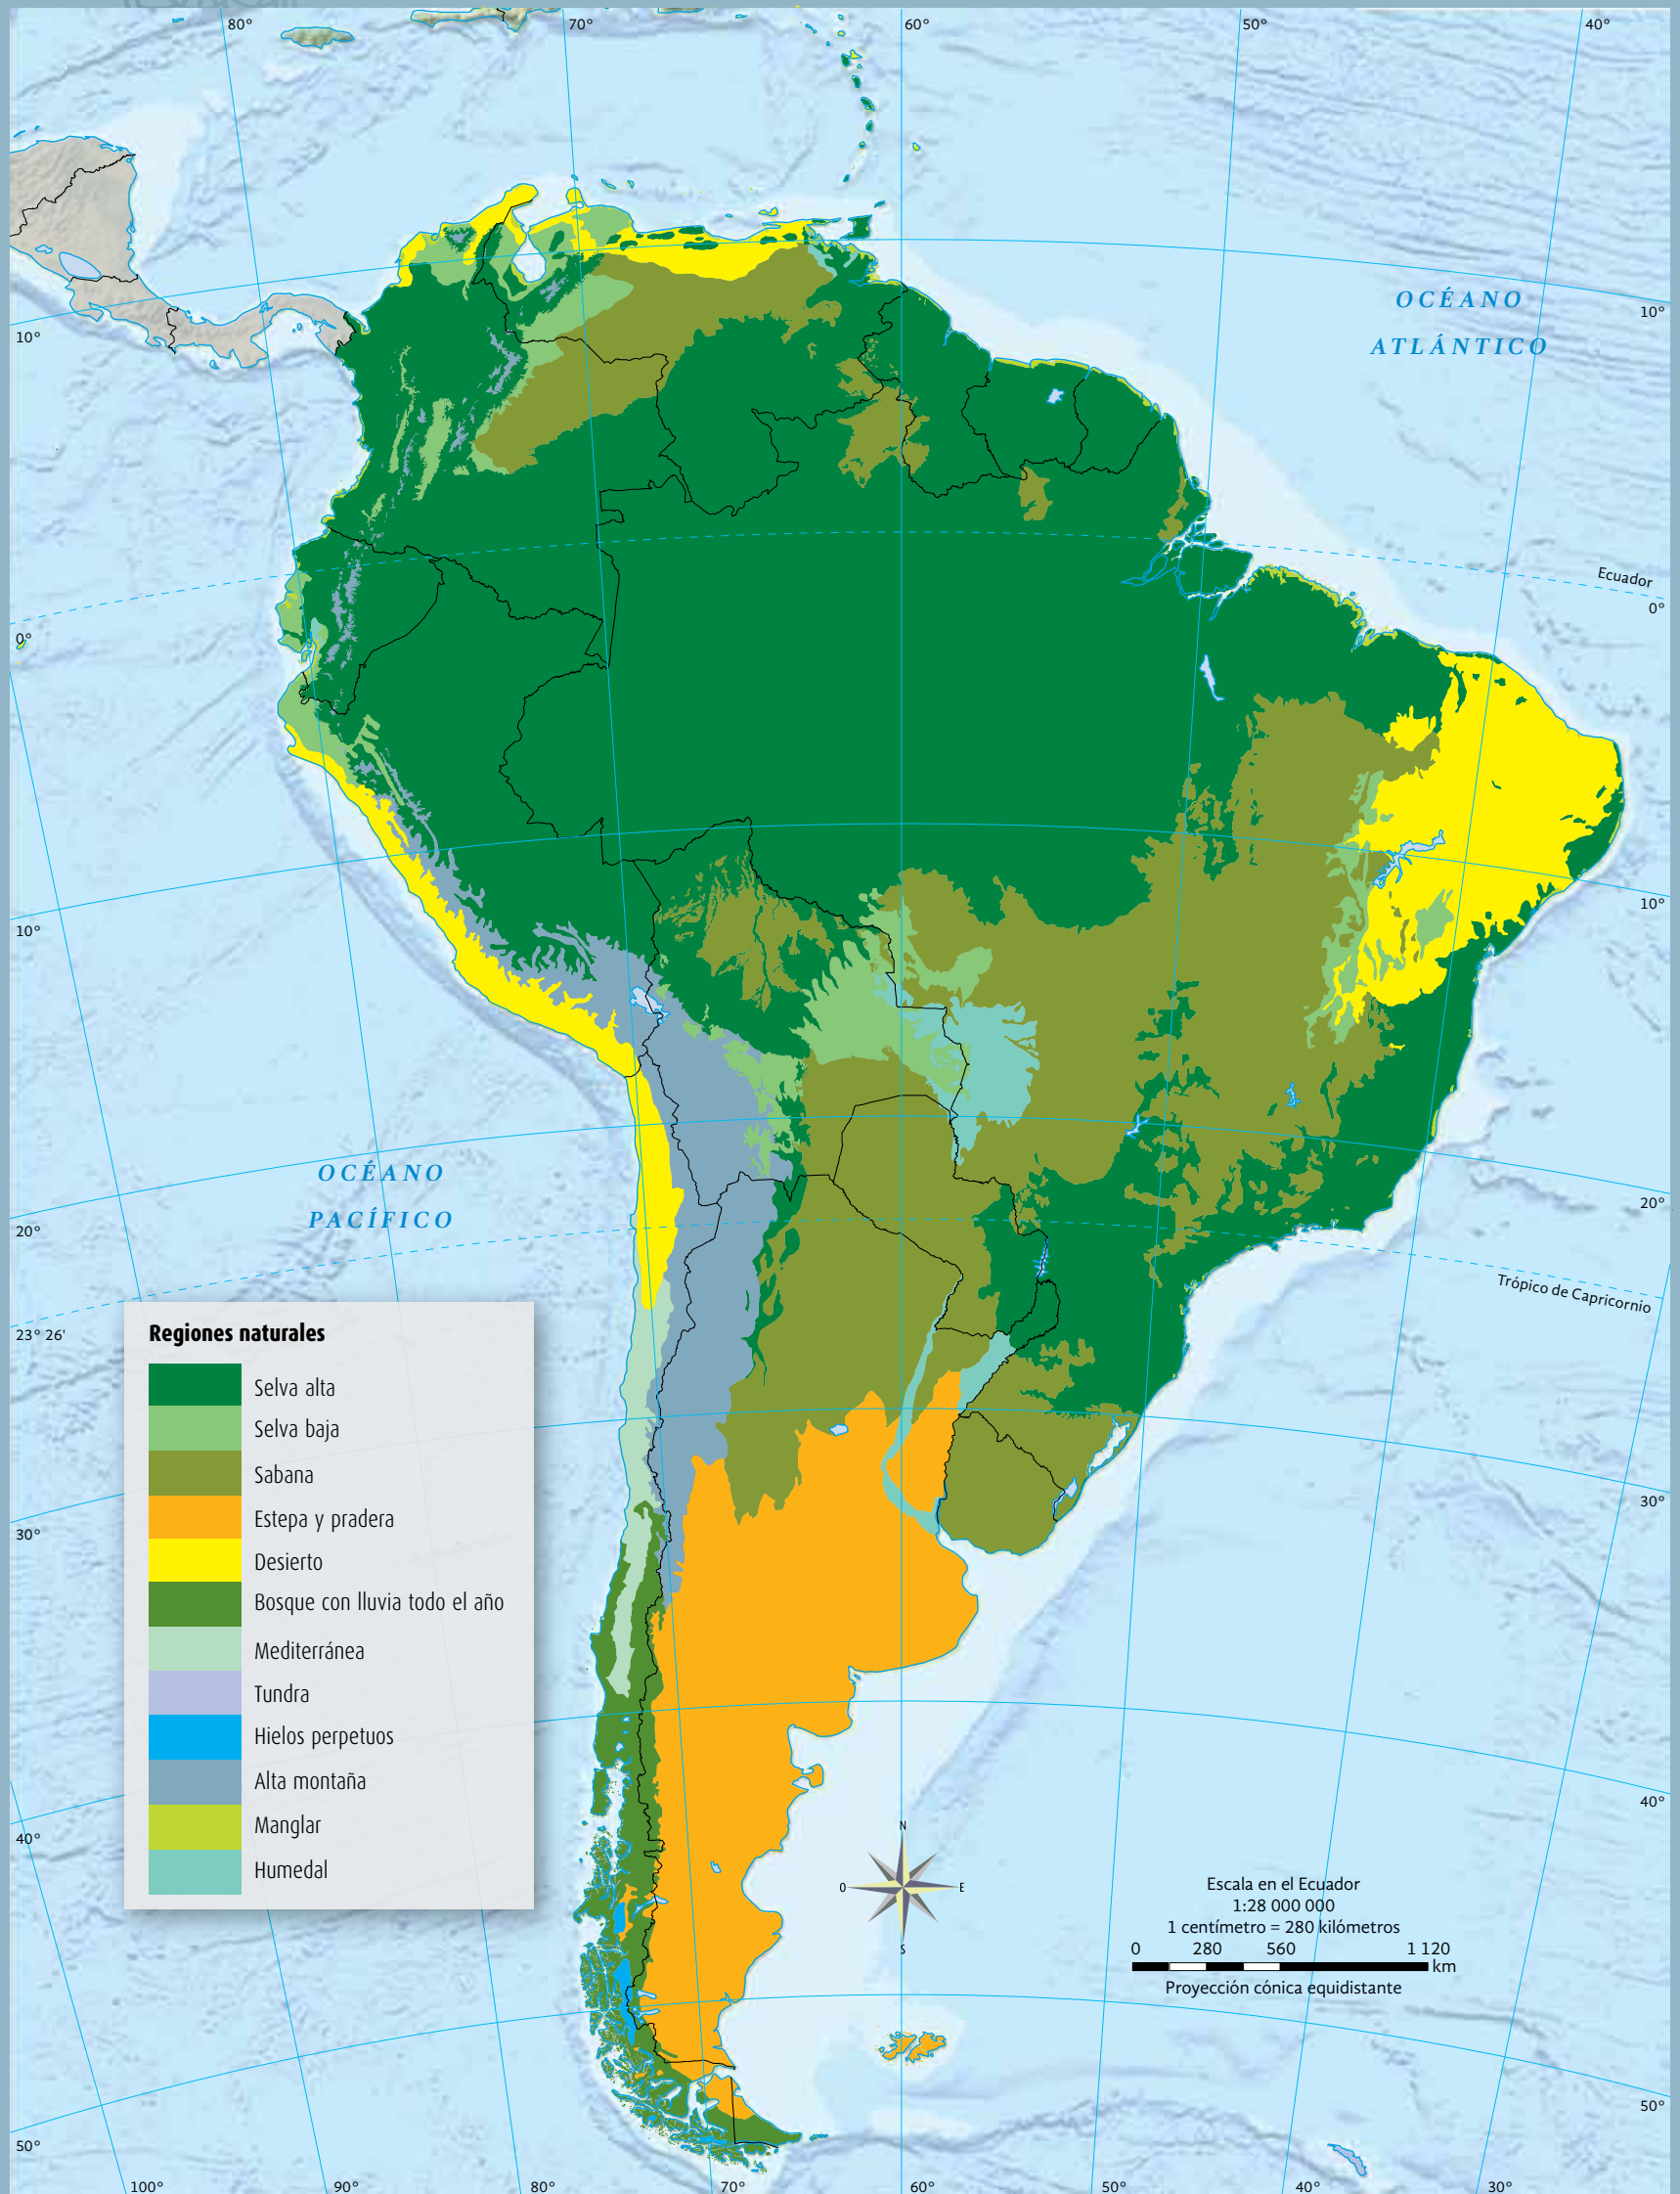 80°
70°
60°
50°
40°
OCÉANO
ATLÁNTICO
10°
10°
Ecuador
0°
0°
10°
10°
OCÉANO
PACÍFICO
20°
20°
Trópico de Capricornio
23° 26'
Regiones naturales
Selva alta
Selva baja
Sabana
Estepa y pradera
Desierto
Bosque con lluvia todo el año
Mediterránea
Tundra
Hielos perpetuos
Alta montaña
Manglar
Humedal
30°
30°
40°
40°
N
O
E
S
Escala en el Ecuador
1:28 000 000
1 centímetro = 280 kilómetros
0 280 560 1 120
km
Proyección cónica equidistante
50°
50°
100°
90°
80°
70°
60°
50°
40°
30°